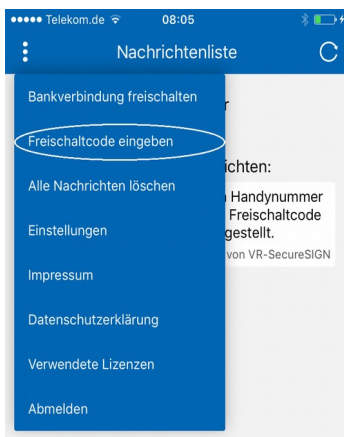 Telekom.de 08:05
Nachrichtenliste
Bankverbindung freischalten
r
Freischaltcode eingeben
ichten:
Alle Nachrichten löschen
Handynummer
Freischaltcode
Einstellungen
gestellt.
von VR-SecureSIGN
Impressum
Datenschutzerklärung
Verwendete Lizenzen
Abmelden